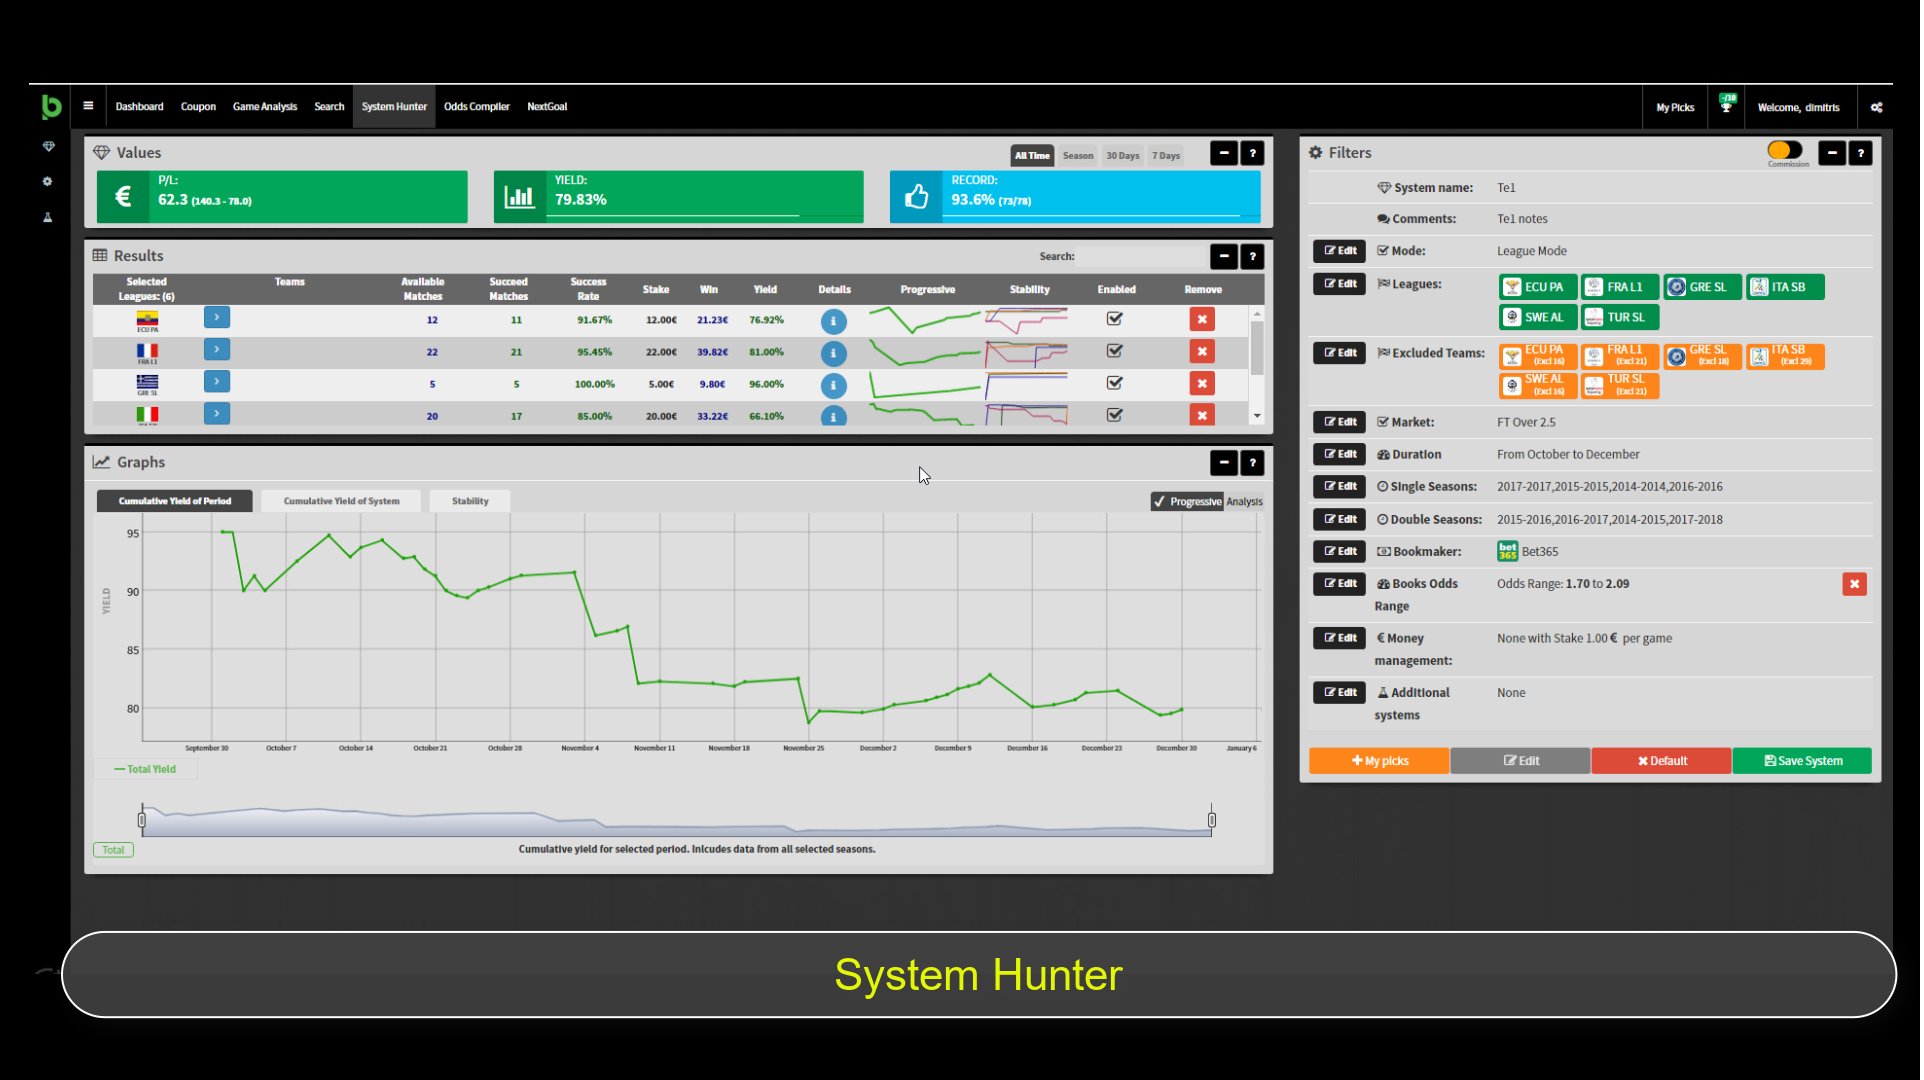 Dashboard Coupon Game Analysis Search System Hunter Odds Compiler NextGoal My Picks -/10 Welcome, dimitris
Values All Time Season 30 Days 7 Days − ?
€ P/L:
62.3 (140.3 - 78.0)
YIELD:
79.83%
RECORD:
93.6% (73/78)
Results Search: − ?
Selected Leagues: (6) Teams Available Matches Succeed Matches Success Rate Stake Win Yield Details Progressive Stability Enabled Remove
ECU PA 12 11 91.67% 12.00€ 21.23€ 76.92%
FRA L1 22 21 95.45% 22.00€ 39.82€ 81.00%
GRE SL 5 5 100.00% 5.00€ 9.80€ 96.00%
20 17 85.00% 20.00€ 33.22€ 66.10%
Graphs − ?
Cumulative Yield of Period Cumulative Yield of System Stability Progressive Analysis
YIELD
95
90
85
80
September 30 October 7 October 14 October 21 October 28 November 4 November 11 November 18 November 25 December 2 December 9 December 16 December 23 December 30 January 6
Total Yield
Total
Cumulative yield for selected period. Inlcudes data from all selected seasons.
Filters Commission − ?
System name: Te1
Comments: Te1 notes
Edit Mode: League Mode
Edit Leagues: ECU PA FRA L1 GRE SL ITA SB
SWE AL TUR SL
Edit Excluded Teams: ECU PA (Excl 16) FRA L1 (Excl 21) GRE SL (Excl 18) ITA SB (Excl 29)
SWE AL (Excl 16) TUR SL (Excl 21)
Edit Market: FT Over 2.5
Edit Duration From October to December
Edit Single Seasons: 2017-2017,2015-2015,2014-2014,2016-2016
Edit Double Seasons: 2015-2016,2016-2017,2014-2015,2017-2018
Edit Bookmaker: bet365 Bet365
Edit Books Odds Range Odds Range: 1.70 to 2.09
Edit € Money management: None with Stake 1.00 € per game
Edit Additional systems None
My picks Edit Default Save System
System Hunter